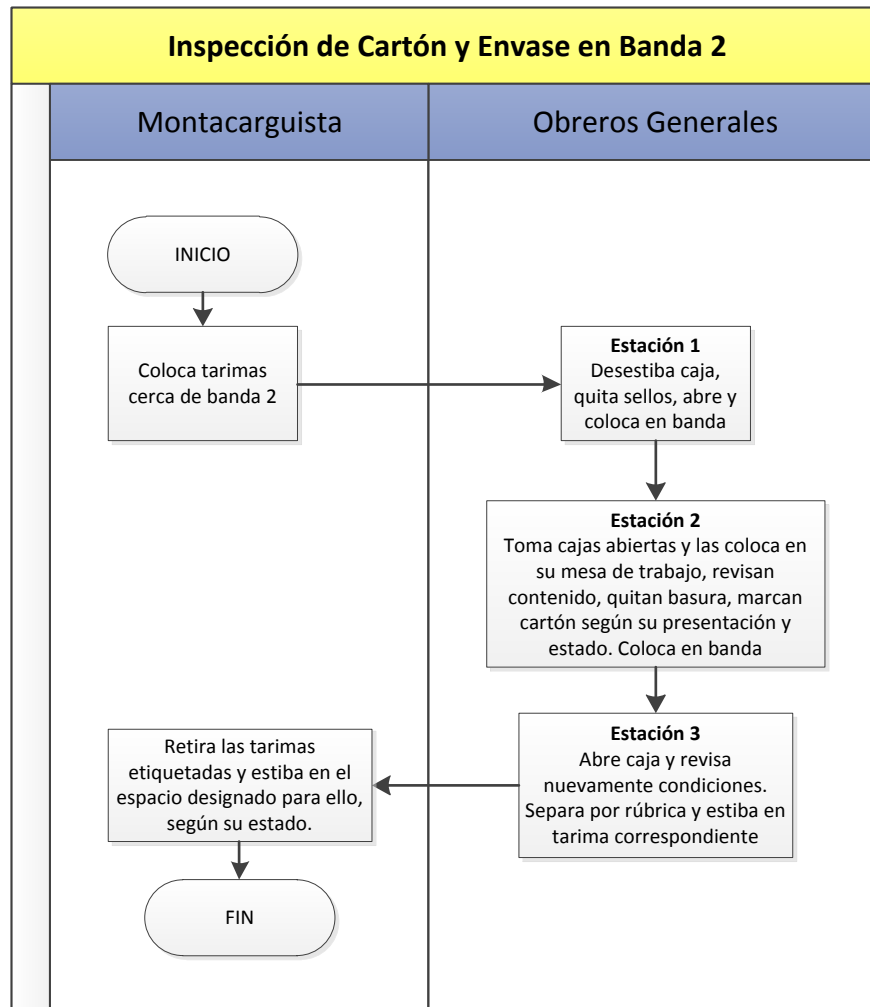 Inspección de Cartón y Envase en Banda 2
Montacarguista
Obreros Generales
INICIO
Coloca tarimas
cerca de banda 2
Estación 1
Desestiba caja,
quita sellos, abre y
coloca en banda
Estación 2
Toma cajas abiertas y las coloca en
su mesa de trabajo, revisan
contenido, quitan basura, marcan
cartón según su presentación y
estado. Coloca en banda
Estación 3
Abre caja y revisa
nuevamente condiciones.
Separa por rúbrica y estiba en
tarima correspondiente
Retira las tarimas
etiquetadas y estiba en el
espacio designado para ello,
según su estado.
FIN